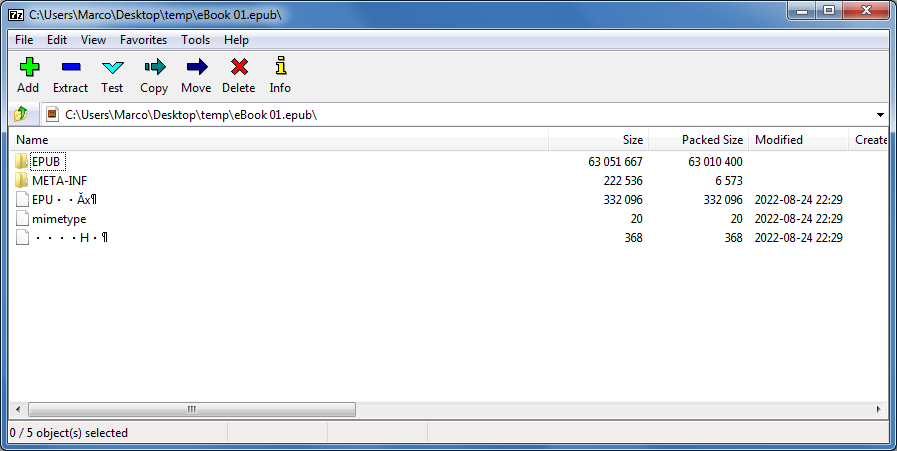 C:\Users\Marco\Desktop\temp\eBook 01.epub\
File Edit View Favorites Tools Help
Add Extract Test Copy Move Delete Info
C:\Users\Marco\Desktop\temp\eBook 01.epub\
Name Size Packed Size Modified Create
EPUB 63 051 667 63 010 400
META-INF 222 536 6 573
EPU··Ăx¶ 332 096 332 096 2022-08-24 22:29
mimetype 20 20 2022-08-24 22:29
····H·¶ 368 368 2022-08-24 22:29
0 / 5 object(s) selected